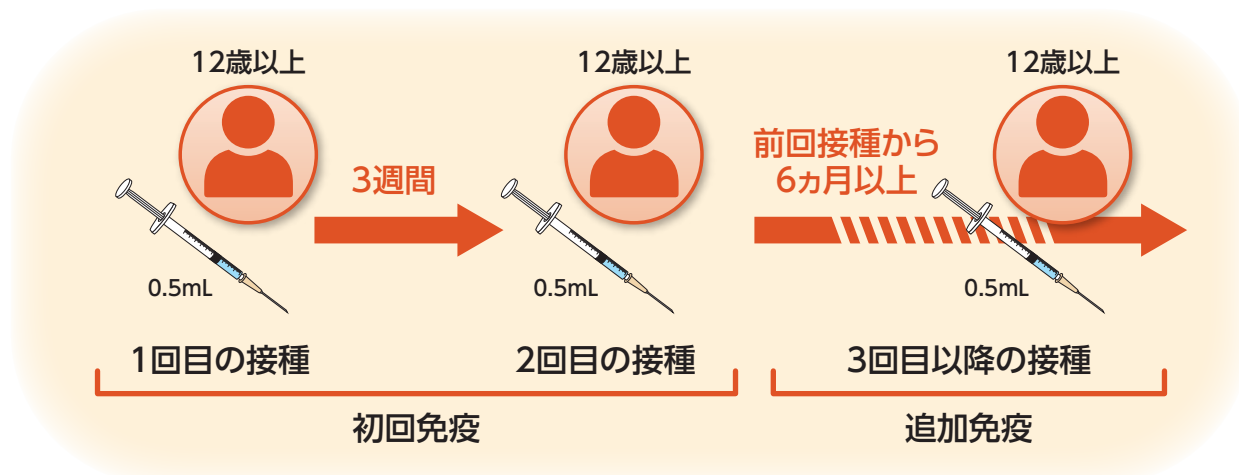 12歳以上
12歳以上
12歳以上
3週間
前回接種から
6ヵ月以上
0.5mL
0.5mL
0.5mL
1回目の接種
2回目の接種
3回目以降の接種
初回免疫
追加免疫